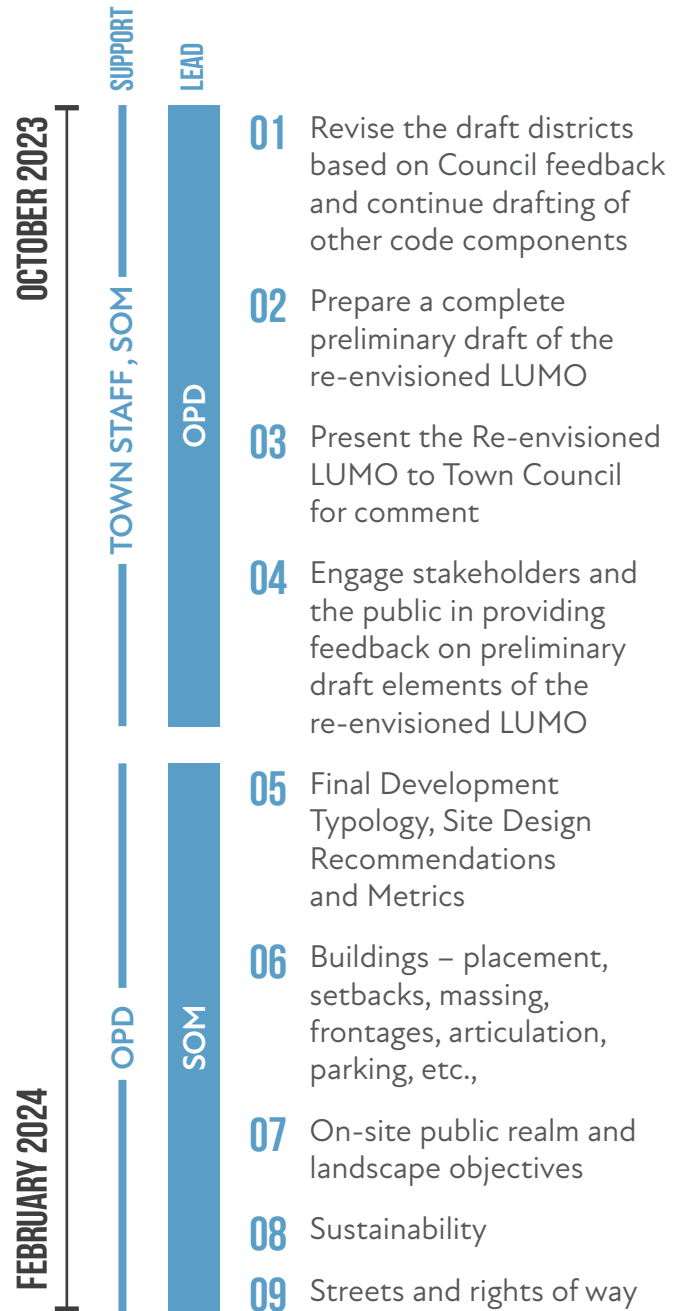 SUPPORT
LEAD
OCTOBER 2023
TOWN STAFF , SOM
OPD
01 Revise the draft districts
based on Council feedback
and continue drafting of
other code components
02 Prepare a complete
preliminary draft of the
re-envisioned LUMO
03 Present the Re-envisioned
LUMO to Town Council
for comment
04 Engage stakeholders and
the public in providing
feedback on preliminary
draft elements of the
re-envisioned LUMO
FEBRUARY 2024
OPD
SOM
05 Final Development
Typology, Site Design
Recommendations
and Metrics
06 Buildings – placement,
setbacks, massing,
frontages, articulation,
parking, etc.,
07 On-site public realm and
landscape objectives
08 Sustainability
09 Streets and rights of way